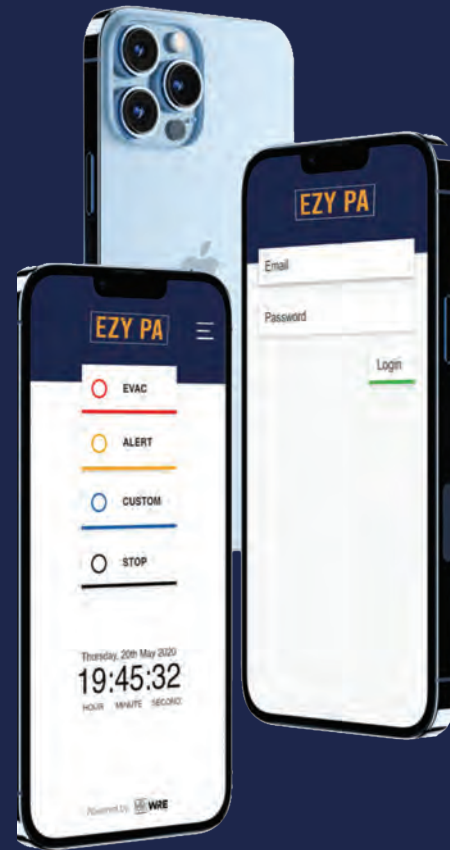 EZY PA
Email
Password
Login
EZY PA
EVAC
ALERT
CUSTOM
STOP
Thursday, 20th May 2020
19:45:32
HOUR MINUTE SECOND
Powered by WRE